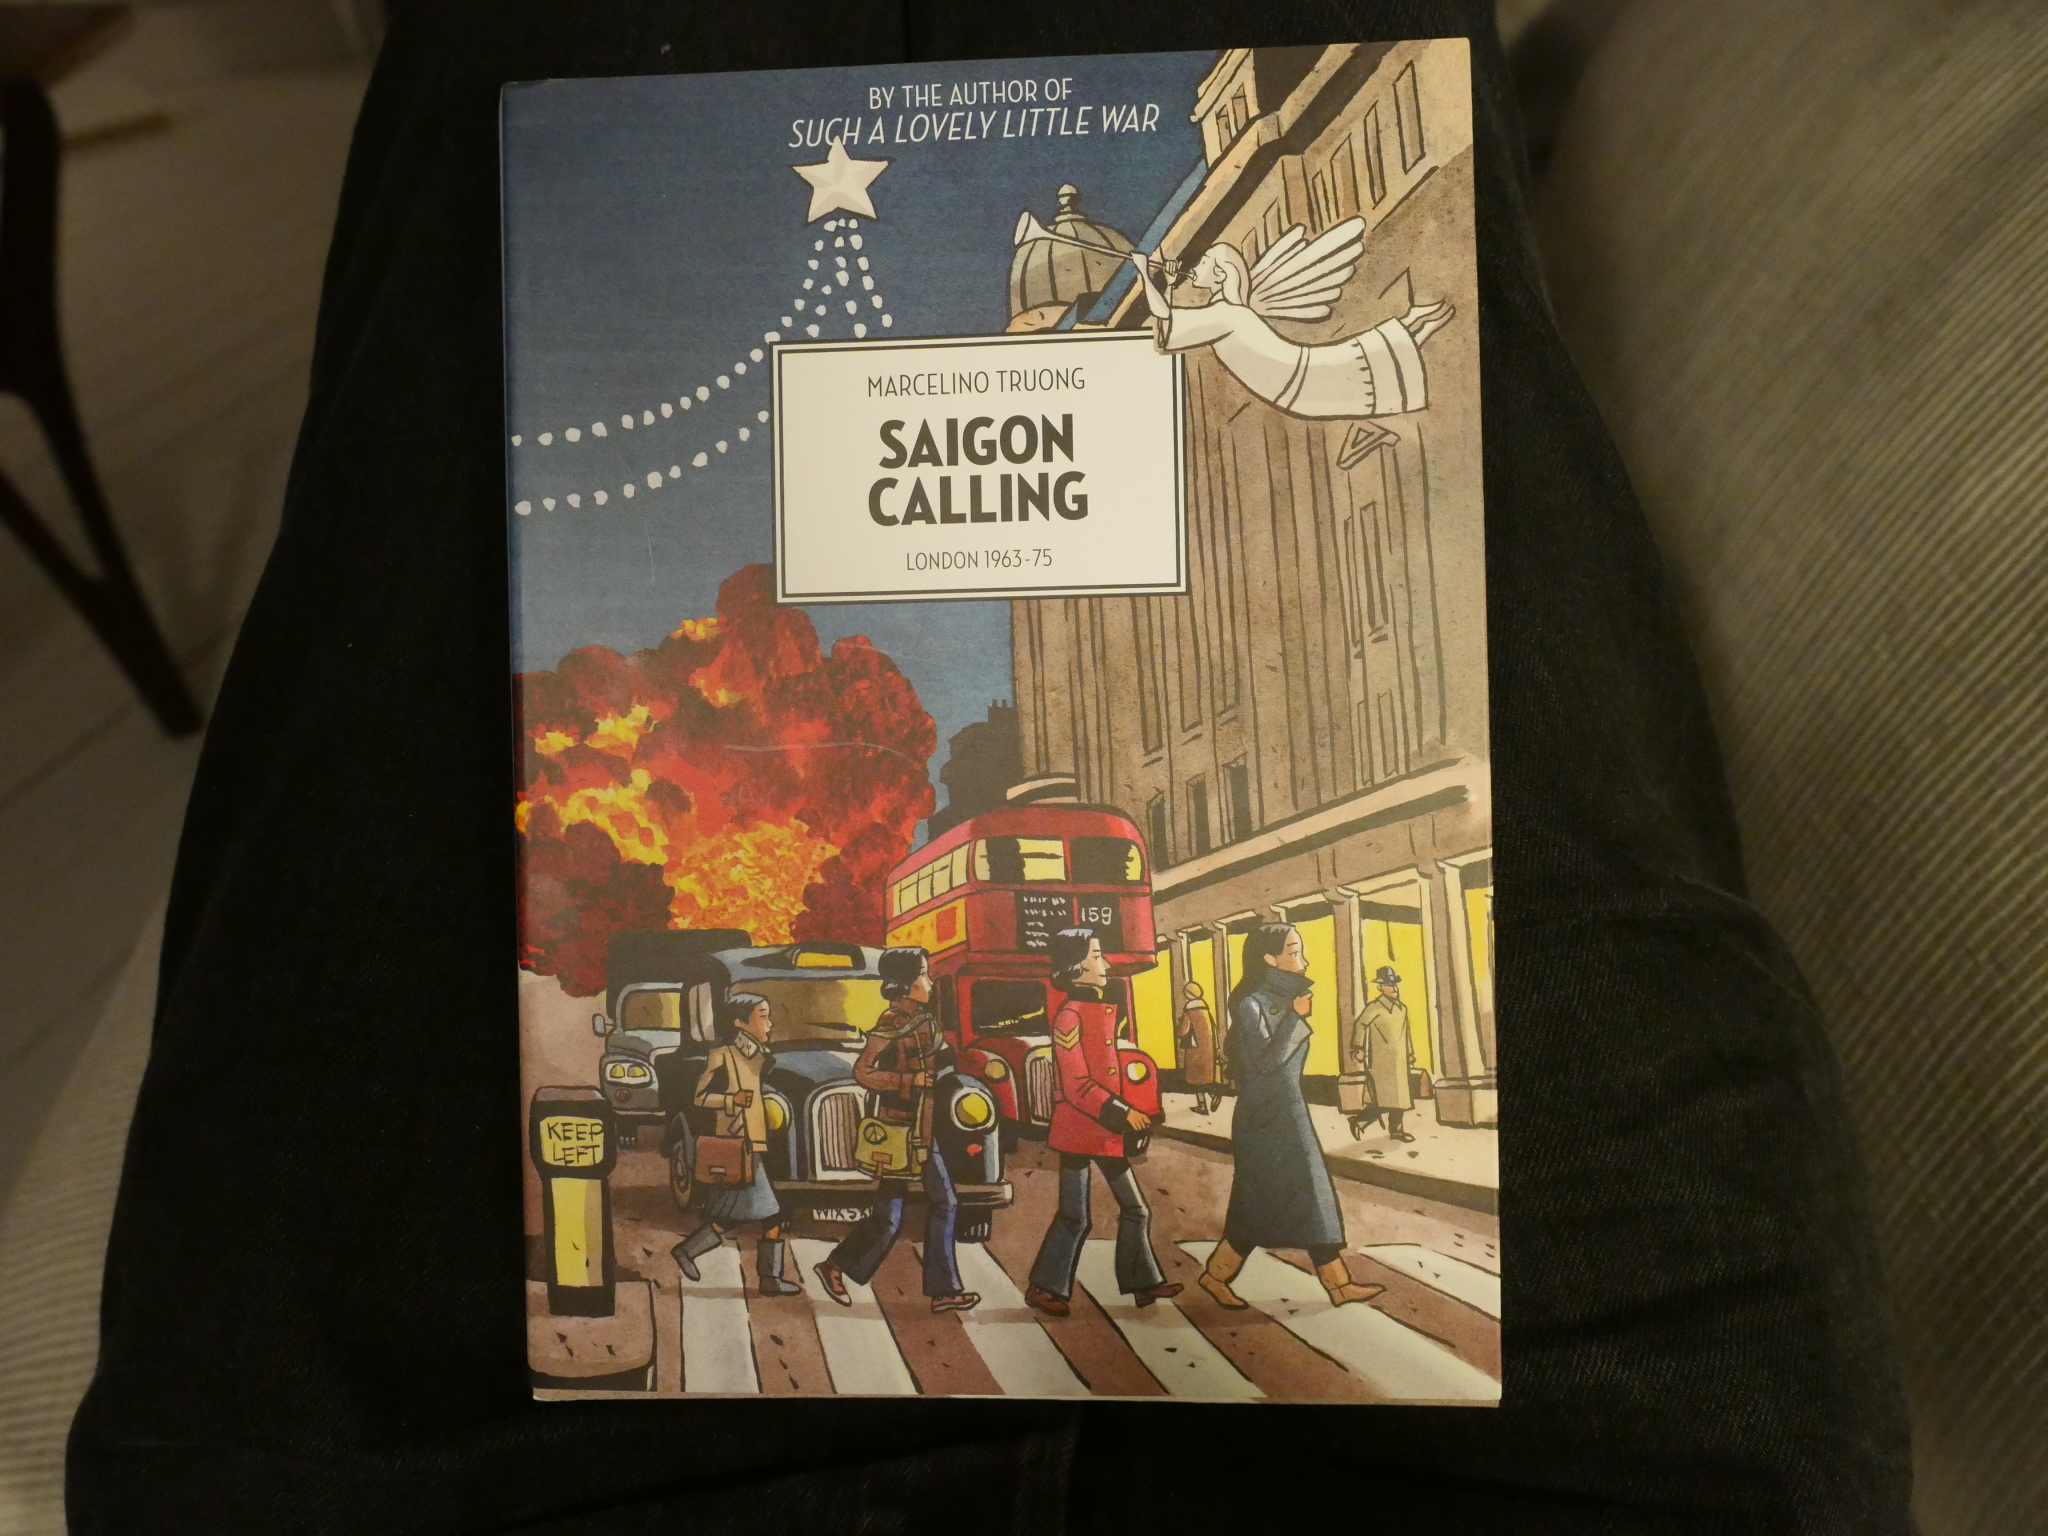 BY THE AUTHOR OF
SUCH A LOVELY LITTLE WAR
MARCELINO TRUONG
SAIGON
CALLING
LONDON 1963-75
159
KEEP
LEFT